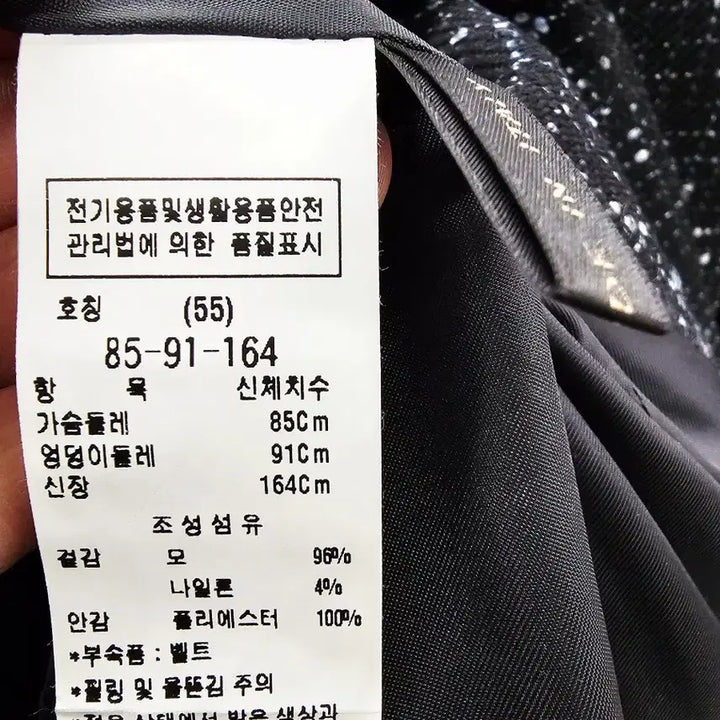 전기용품및생활용품안전
관리법에 의한 품질표시
호칭 (55)
85-91-164
항 목 신체치수
가슴둘레 85Cm
엉덩이둘레 91Cm
신장 164Cm
조성섬유
겉감 모 96%
나일론 4%
안감 폴리에스터 100%
*부속품 : 벨트
*필링 및 올뜯김 주의